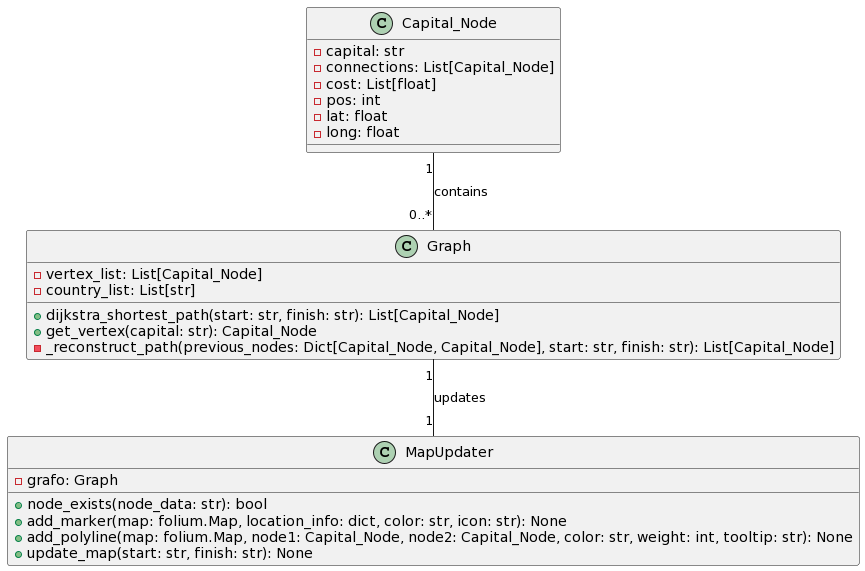 C Capital_Node
capital: str
connections: List[Capital_Node]
cost: List[float]
pos: int
lat: float
long: float
1
contains
0..*
C Graph
vertex_list: List[Capital_Node]
country_list: List[str]
dijkstra_shortest_path(start: str, finish: str): List[Capital_Node]
get_vertex(capital: str): Capital_Node
_reconstruct_path(previous_nodes: Dict[Capital_Node, Capital_Node], start: str, finish: str): List[Capital_Node]
1
updates
1
C MapUpdater
grafo: Graph
node_exists(node_data: str): bool
add_marker(map: folium.Map, location_info: dict, color: str, icon: str): None
add_polyline(map: folium.Map, node1: Capital_Node, node2: Capital_Node, color: str, weight: int, tooltip: str): None
update_map(start: str, finish: str): None